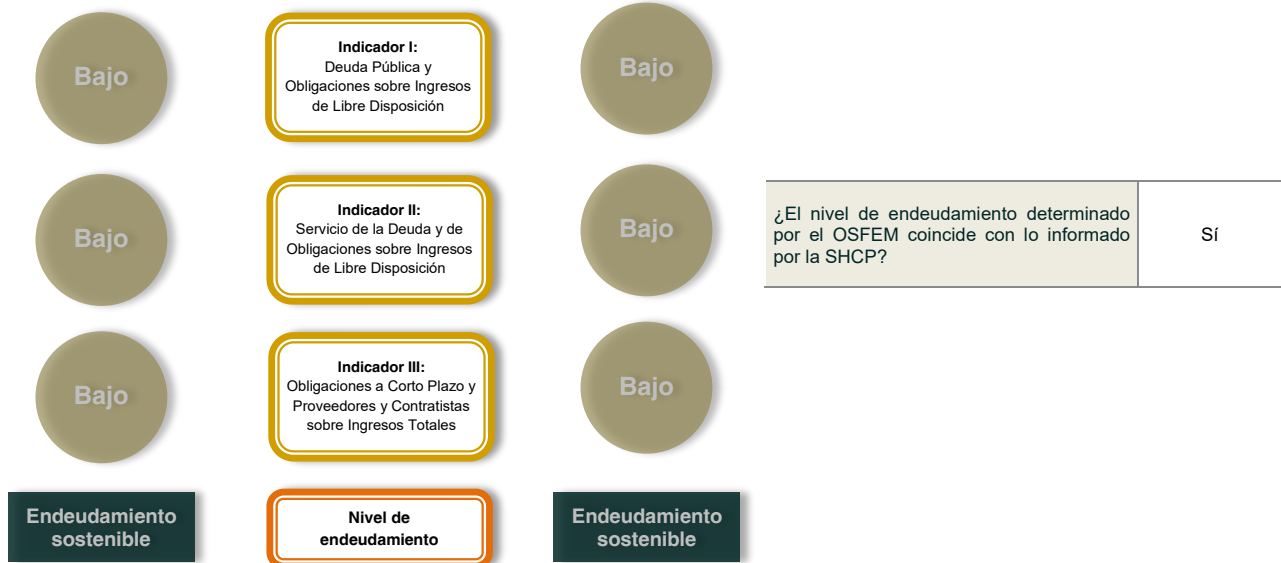 Bajo
Indicador I:
Deuda Pública y
Obligaciones sobre Ingresos
de Libre Disposición
Bajo
Bajo
Indicador II:
Servicio de la Deuda y de
Obligaciones sobre Ingresos
de Libre Disposición
Bajo
¿El nivel de endeudamiento determinado
por el OSFEM coincide con lo informado
por la SHCP?
Sí
Bajo
Indicador III:
Obligaciones a Corto Plazo y
Proveedores y Contratistas
sobre Ingresos Totales
Bajo
Endeudamiento
sostenible
Nivel de
endeudamiento
Endeudamiento
sostenible